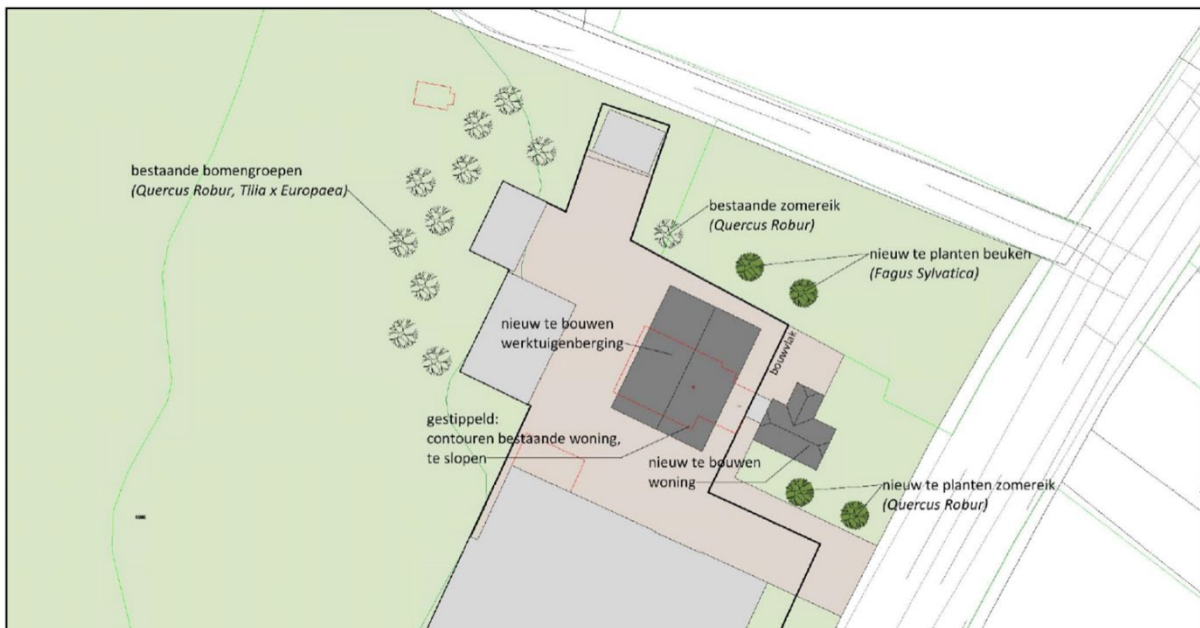 bestaande bomengroepen
(Quercus Robur, Tilia x Europaea)
bestaande zomereik
(Quercus Robur)
nieuw te planten beuken
(Fagus Sylvatica)
nieuw te bouwen
werktuigenberging
bouwvlak
gestippeld:
contouren bestaande woning,
te slopen
nieuw te bouwen
woning
nieuw te planten zomereik
(Quercus Robur)